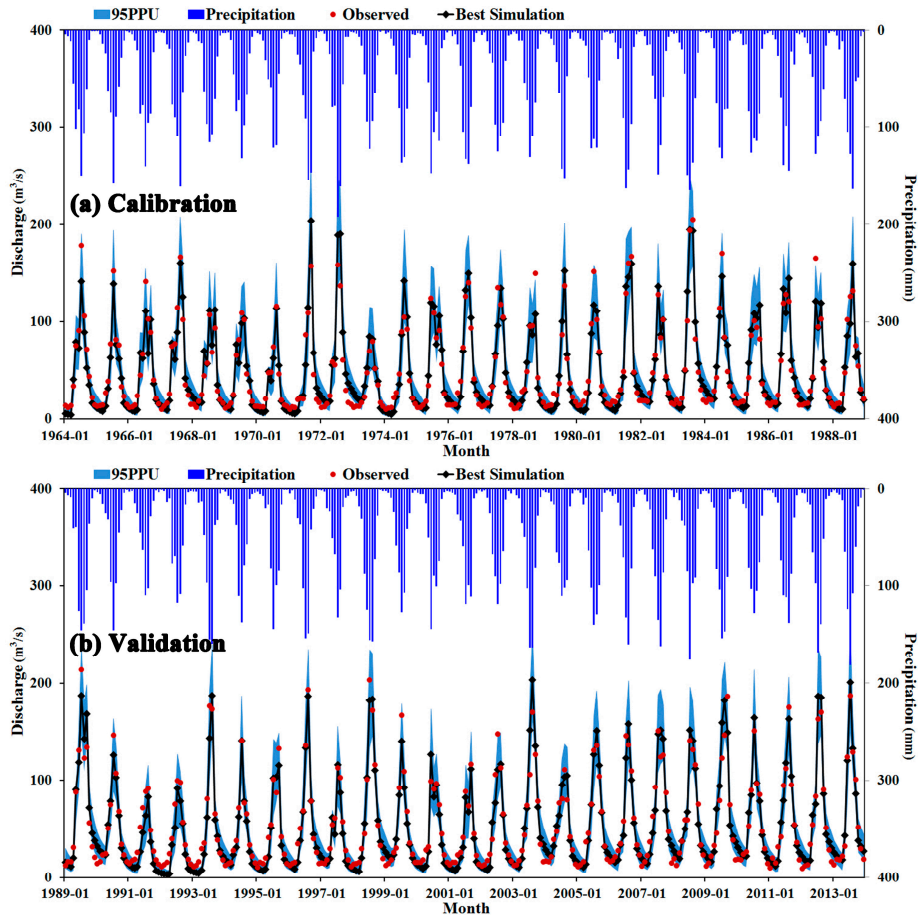 95PPU Precipitation Observed Best Simulation
400 0
300 100
(a) Calibration
200 200
100 300
0 400
Discharge (m³/s)
Precipitation (mm)
1964-01 1966-01 1968-01 1970-01 1972-01 1974-01 1976-01 1978-01 1980-01 1982-01 1984-01 1986-01 1988-01
Month
95PPU Precipitation Observed Best Simulation
400 0
300 100
(b) Validation
200 200
100 300
0 400
Discharge (m³/s)
Precipitation (mm)
1989-01 1991-01 1993-01 1995-01 1997-01 1999-01 2001-01 2003-01 2005-01 2007-01 2009-01 2011-01 2013-01
Month